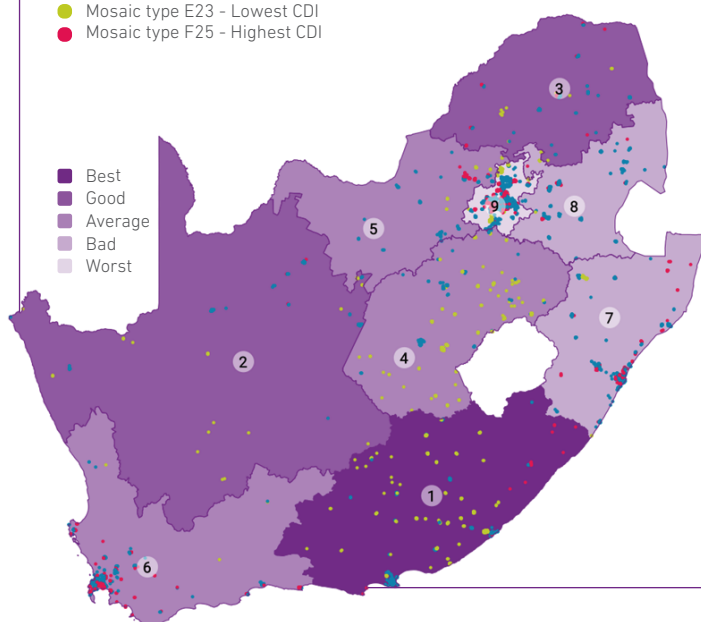 Mosaic type E23 - Lowest CDI
Mosaic type F25 - Highest CDI
3
Best
Good
Average
Bad
Worst
9
8
5
7
2
4
1
6